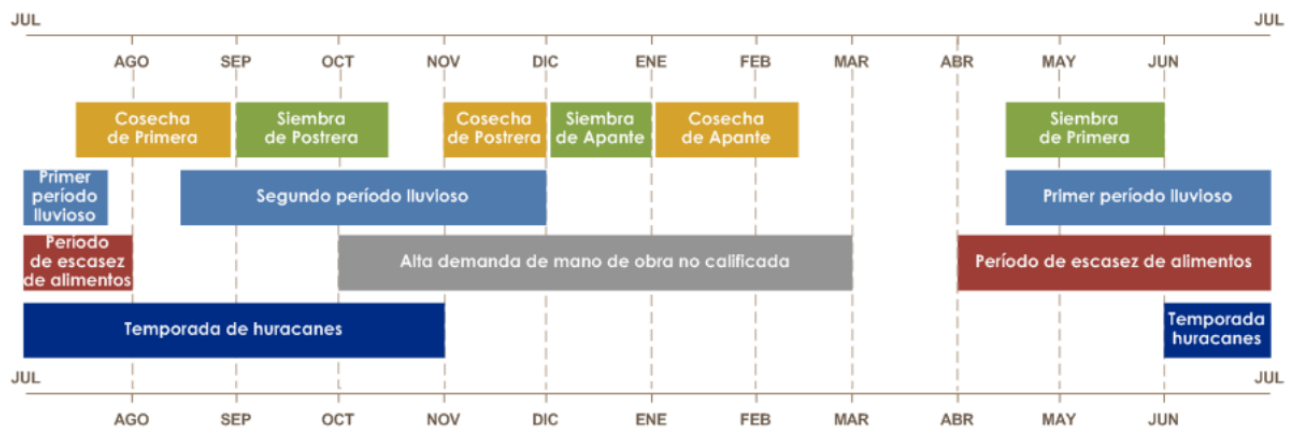 JUL
JUL
AGO
SEP
OCT
NOV
DIC
ENE
FEB
MAR
ABR
MAY
JUN
Cosecha
de Primera
Siembra
de Postrera
Cosecha
de Postrera
Siembra
de Apante
Cosecha
de Apante
Siembra
de Primera
Primer
período
lluvioso
Segundo período lluvioso
Primer período lluvioso
Período
de escasez
de alimentos
Alta demanda de mano de obra no calificada
Período de escasez de alimentos
Temporada de huracanes
Temporada
huracanes
JUL
JUL
AGO
SEP
OCT
NOV
DIC
ENE
FEB
MAR
ABR
MAY
JUN